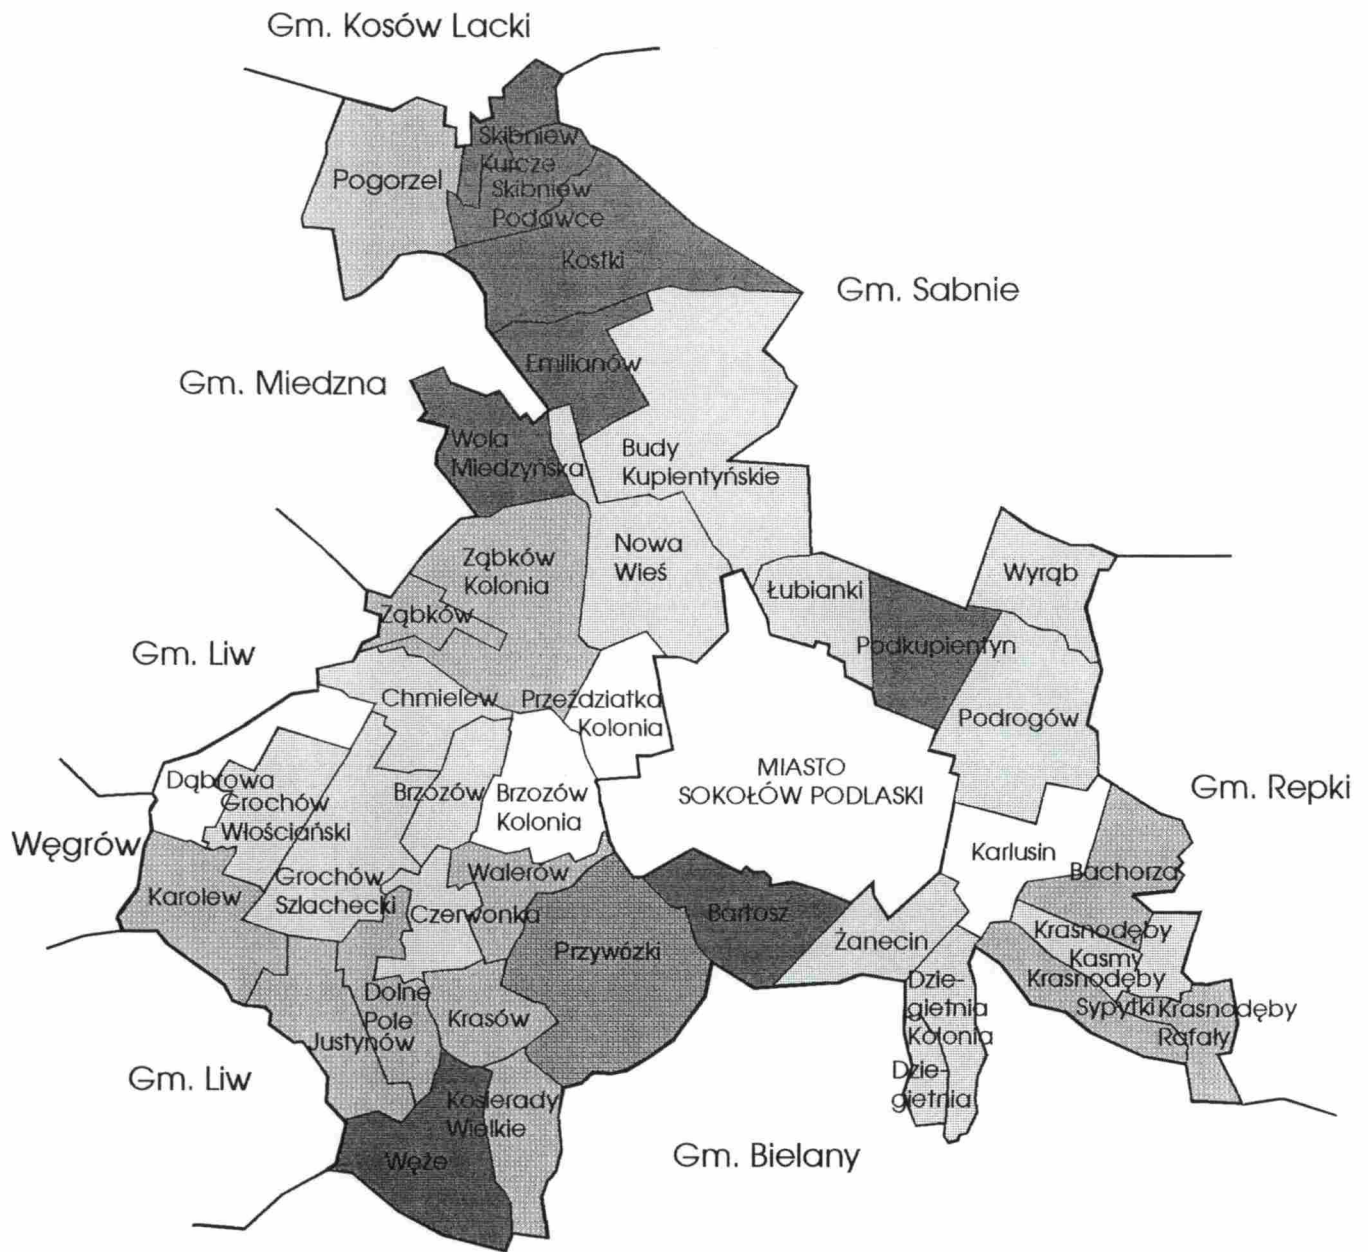 Gm. Kosów Lacki
Skibniew
Kurcze
Pogorzel
Skibniew
Podawce
Kostki
Gm. Sabnie
Emilianów
Gm. Miedzna
Wola
Miedzyńska
Budy
Kupientyńskie
Ząbków
Kolonia
Nowa
Wieś
Łubianki
Wyrąb
Ząbków
Podkupientyn
Gm. Liw
Chmielew
Przeździatka
Kolonia
Podrogów
Dąbrowa
Grochów
Włościański
Brzozów
Brzozów
Kolonia
MIASTO
SOKOŁÓW PODLASKI
Gm. Repki
Węgrów
Karlusin
Bachorza
Karolew
Grochów
Szlachecki
Walerów
Czerwonka
Bartosz
Krasnodęby
Kasmy
Przywózki
Żanecin
Krasnodęby
Sypytki
Krasnodęby
Rafały
Dolne
Pole
Krasów
Justynów
Dzie-
gietnia
Kolonia
Gm. Liw
Dzie-
gietnia
Kosierady
Wielkie
Węże
Gm. Bielany